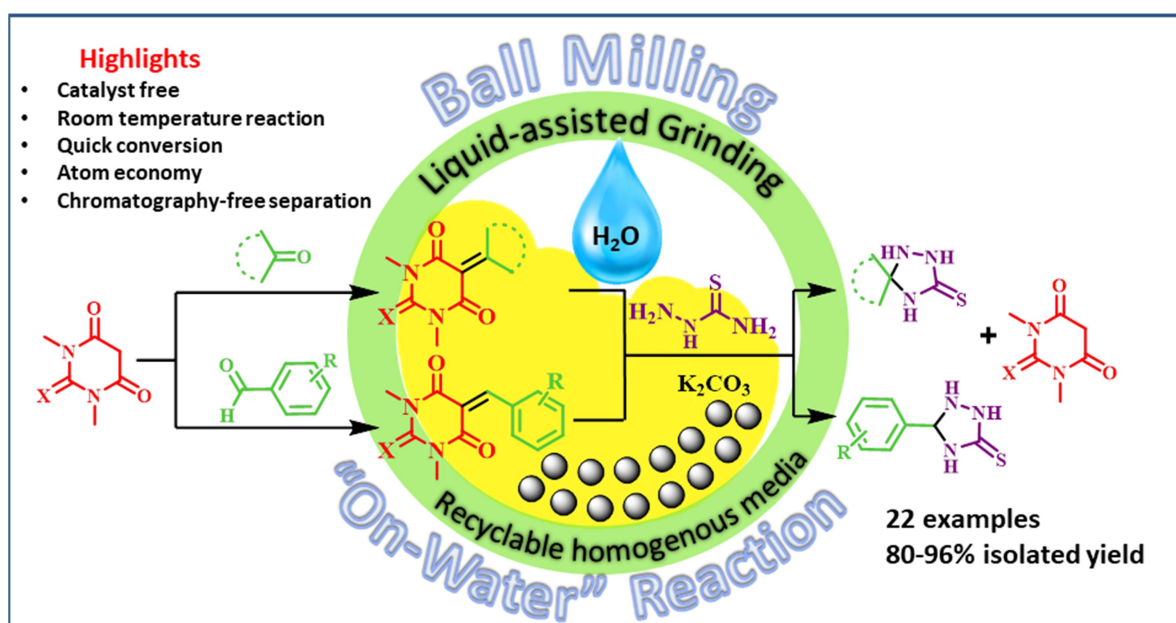 Highlights
• Catalyst free
• Room temperature reaction
• Quick conversion
• Atom economy
• Chromatography-free separation
Ball Milling
Liquid-assisted Grinding
H₂O
O
O
N
N
X
O
O
H
R
O
N
X
N
O
O
N
X
N
O
R
H₂N
N
H
S
NH₂
K₂CO₃
HN
NH
N
H
S
+
O
N
X
N
O
H
N
NH
N
H
S
R
Recyclable homogenous media
“On-Water” Reaction
22 examples
80-96% isolated yield